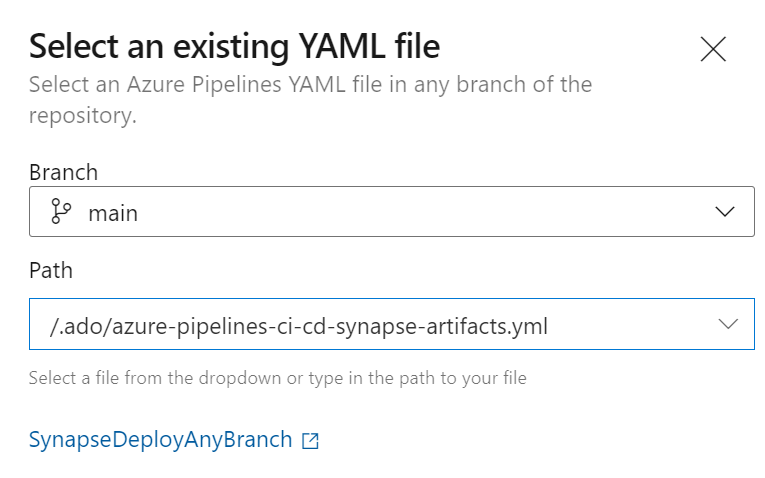 Select an existing YAML file
Select an Azure Pipelines YAML file in any branch of the
repository.
Branch
main
Path
/.ado/azure-pipelines-ci-cd-synapse-artifacts.yml
Select a file from the dropdown or type in the path to your file
SynapseDeployAnyBranch